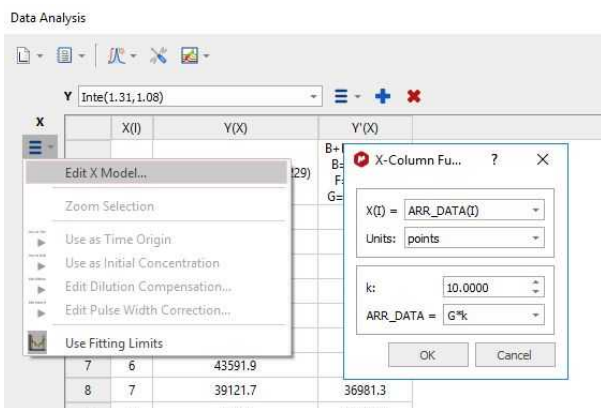 Data Analysis
Y Inte(1.31,1.08)
X
X(I) Y(X) Y'(X)
Edit X Model...
Zoom Selection
Use as Time Origin
Use as Initial Concentration
Edit Dilution Compensation...
Edit Pulse Width Correction...
Use Fitting Limits
229)
B+
B=
F=
G=
X-Column Fu... ? X
X(I) = ARR_DATA(I)
Units: points
k: 10.0000
ARR_DATA = G*k
OK Cancel
7 6 43591.9
8 7 39121.7 36981.3